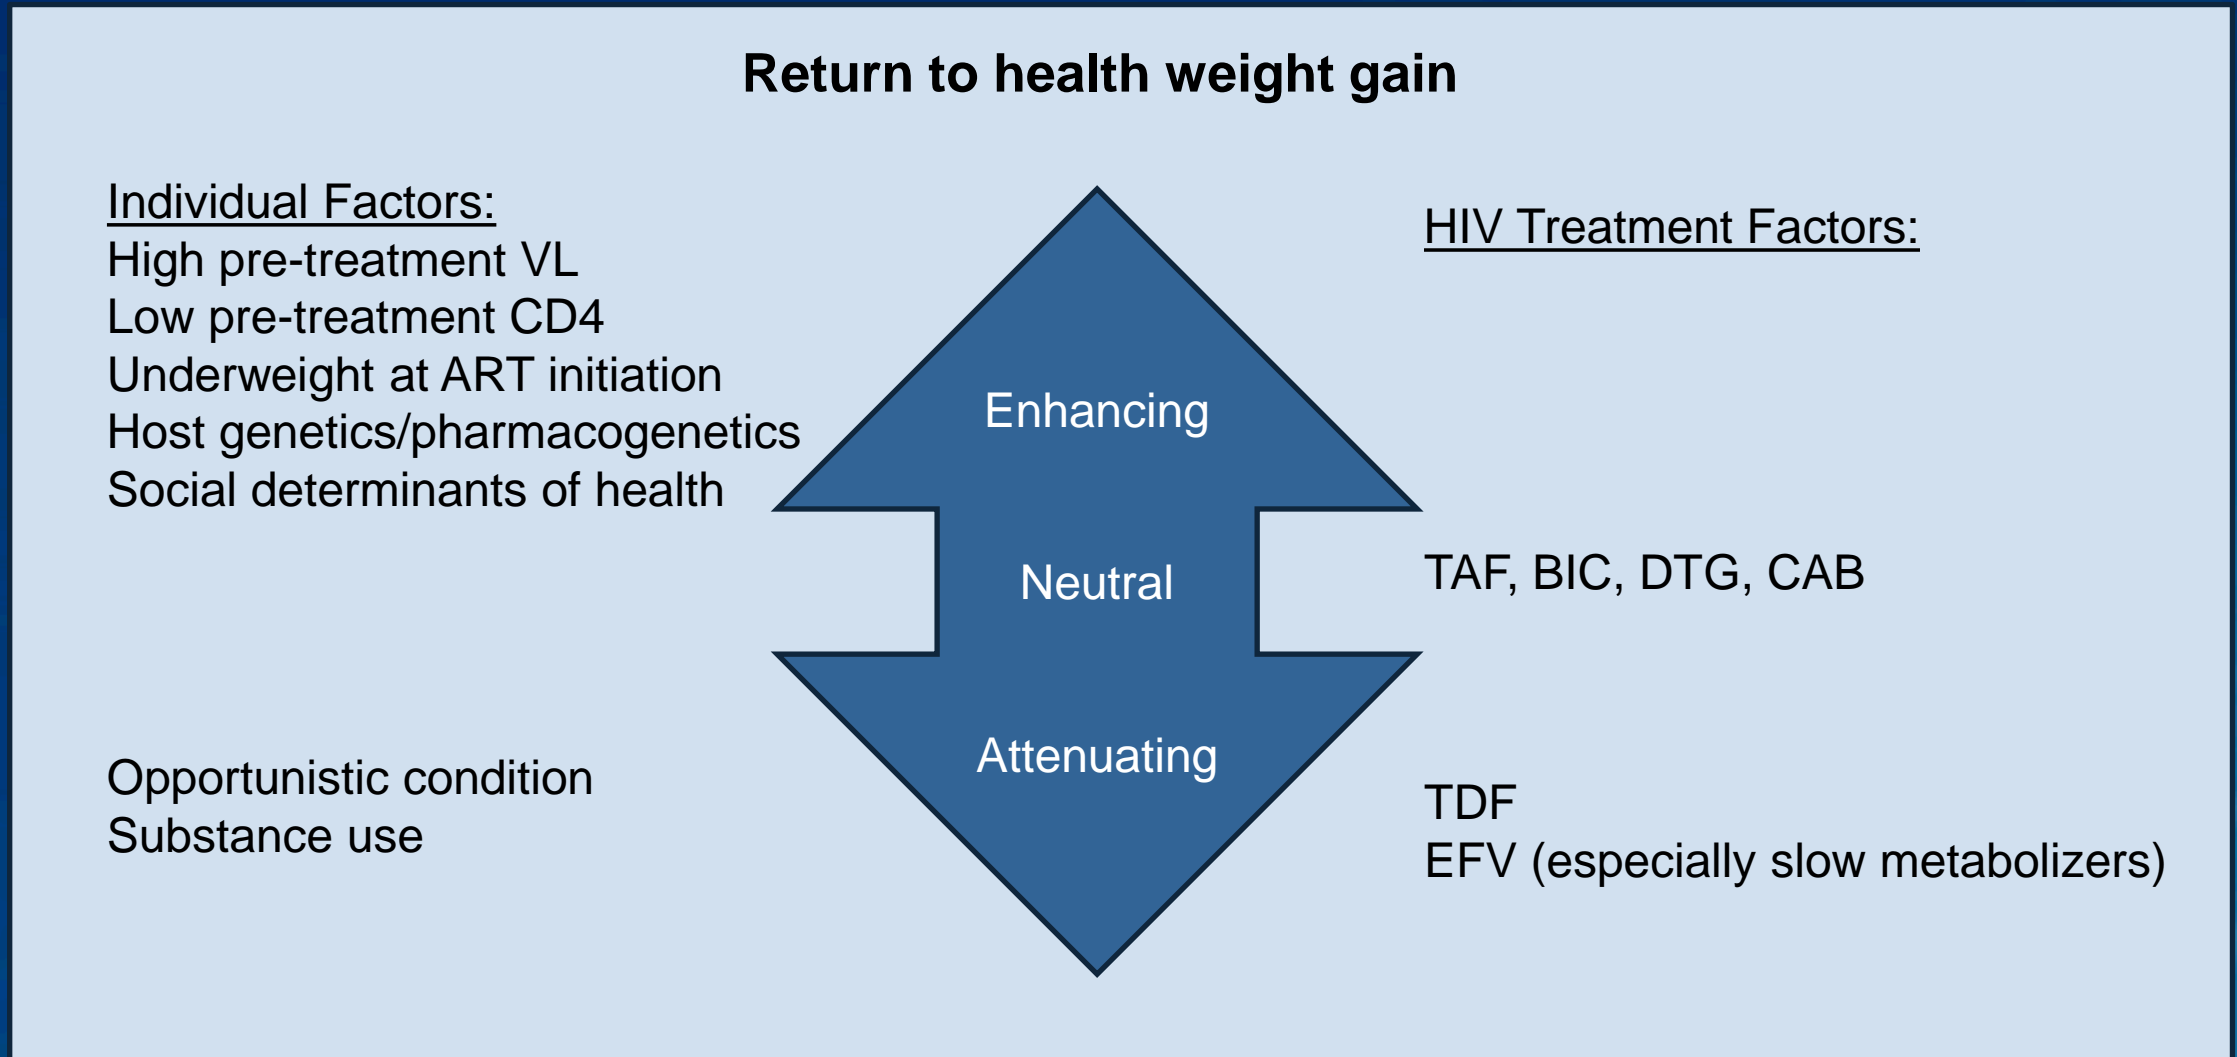 Return to health weight gain
Individual Factors:
High pre-treatment VL
Low pre-treatment CD4
Underweight at ART initiation
Host genetics/pharmacogenetics
Social determinants of health
Opportunistic condition
Substance use
Enhancing
Neutral
Attenuating
HIV Treatment Factors:
TAF, BIC, DTG, CAB
TDF
EFV (especially slow metabolizers)